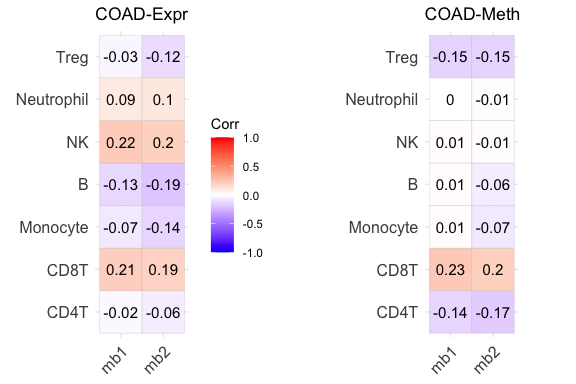 COAD-Expr
Treg -0.03 -0.12
Neutrophil 0.09 0.1
NK 0.22 0.2
B -0.13 -0.19
Monocyte -0.07 -0.14
CD8T 0.21 0.19
CD4T -0.02 -0.06
mb1 mb2
Corr
1.0
0.5
0.0
-0.5
-1.0
COAD-Meth
Treg -0.15 -0.15
Neutrophil 0 -0.01
NK 0.01 -0.01
B 0.01 -0.06
Monocyte 0.01 -0.07
CD8T 0.23 0.2
CD4T -0.14 -0.17
mb1 mb2